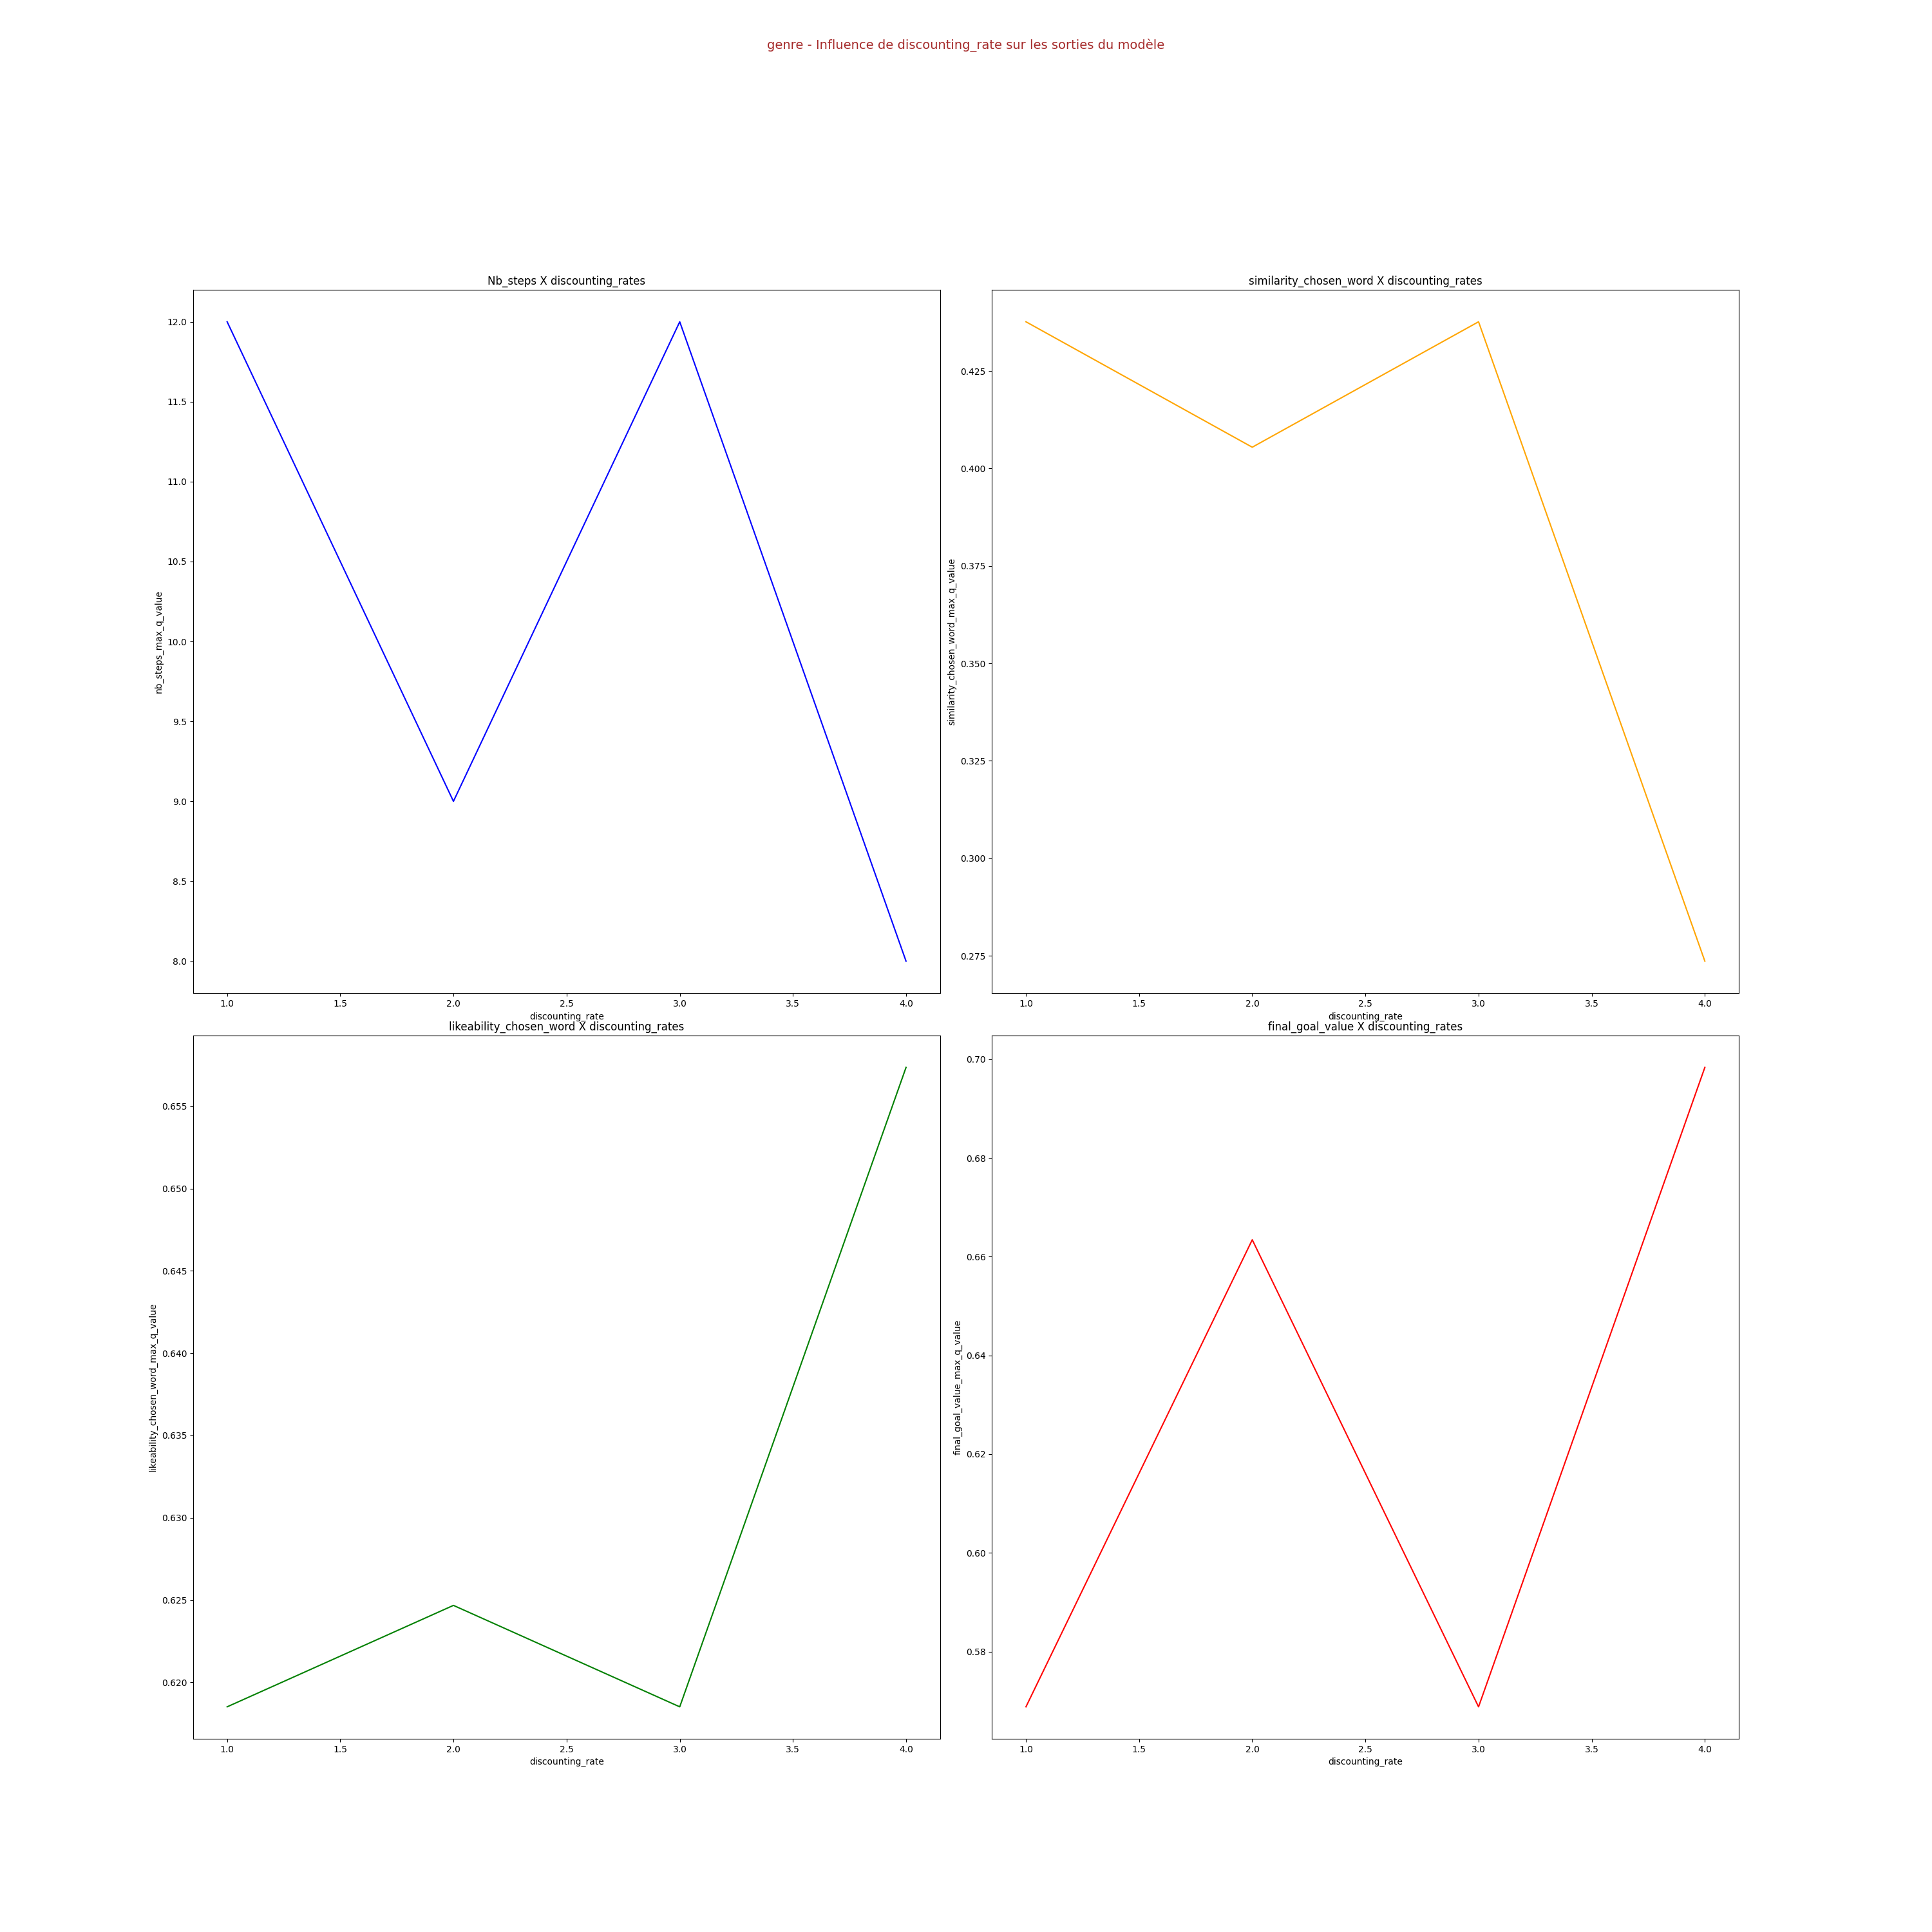 genre - Influence de discounting_rate sur les sorties du modèle
Nb_steps X discounting_rates
nb_steps_max_q_value
12.0
11.5
11.0
10.5
10.0
9.5
9.0
8.5
8.0
1.0 1.5 2.0 2.5 3.0 3.5 4.0
discounting_rate
similarity_chosen_word X discounting_rates
similarity_chosen_word_max_q_value
0.425
0.400
0.375
0.350
0.325
0.300
0.275
1.0 1.5 2.0 2.5 3.0 3.5 4.0
discounting_rate
likeability_chosen_word X discounting_rates
likeability_chosen_word_max_q_value
0.655
0.650
0.645
0.640
0.635
0.630
0.625
0.620
1.0 1.5 2.0 2.5 3.0 3.5 4.0
discounting_rate
final_goal_value X discounting_rates
final_goal_value_max_q_value
0.70
0.68
0.66
0.64
0.62
0.60
0.58
1.0 1.5 2.0 2.5 3.0 3.5 4.0
discounting_rate